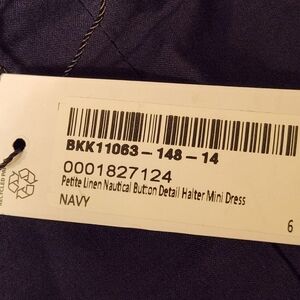 BKK11063-148-14
0001827124
Petite Linen Nautical Button Detail Halter Mini Dress
NAVY
6